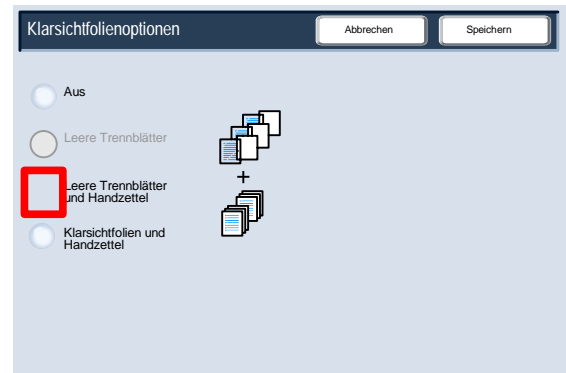 Klarsichtfolienoptionen
Abbrechen
Speichern
Aus
Leere Trennblätter
Leere Trennblätter
und Handzettel
Klarsichtfolien und
Handzettel
+